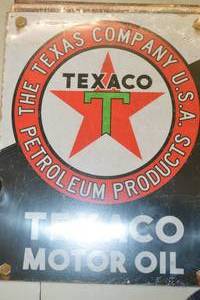 THE TEXAS COMPANY U.S.A.
TEXACO
T
PETROLEUM PRODUCTS
TEXACO
MOTOR OIL